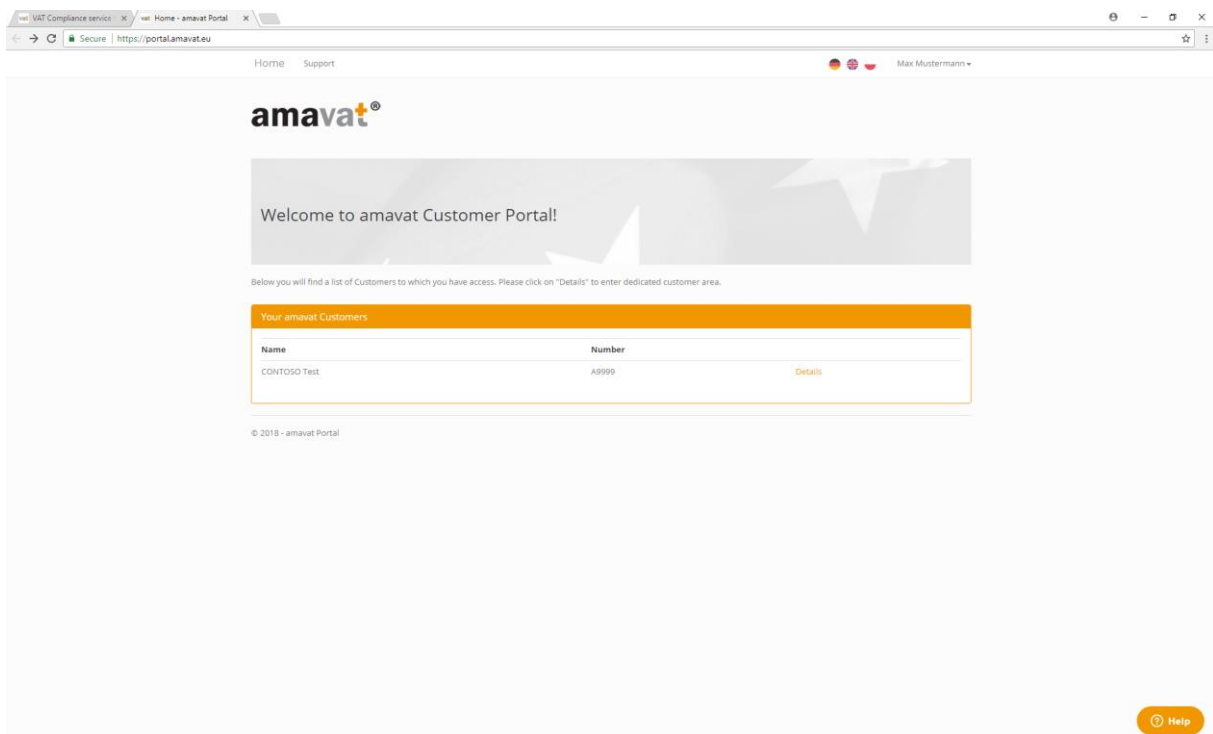 vat VAT Compliance service
vat Home - amavat Portal
Secure | https://portal.amavat.eu
Home Support Max Mustermann
amavat®
Welcome to amavat Customer Portal!
Below you will find a list of Customers to which you have access. Please click on "Details" to enter dedicated customer area.
Your amavat Customers
Name Number
CONTOSO Test A9999 Details
© 2018 - amavat Portal
Help